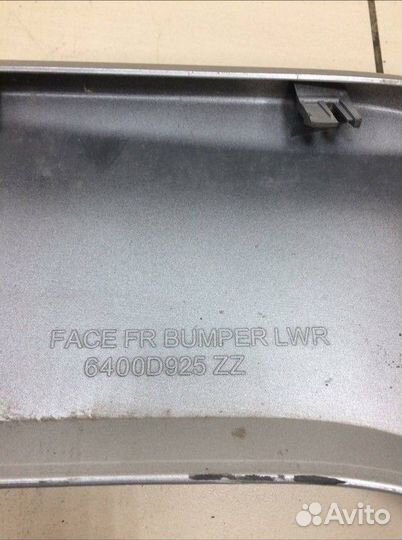 FACE FR BUMPER LWR
6400D925 ZZ
Avito